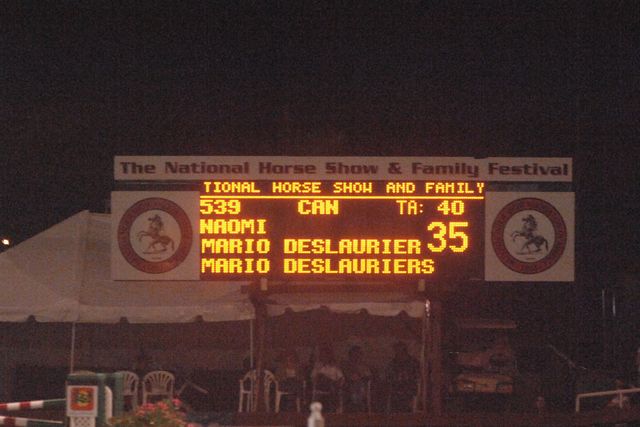 The National Horse Show & Family Festival
TIONAL HORSE SHOW AND FAMILY
539 CAN TA: 40
NAOMI 35
MARIO DESLAURIER
MARIO DESLAURIERS